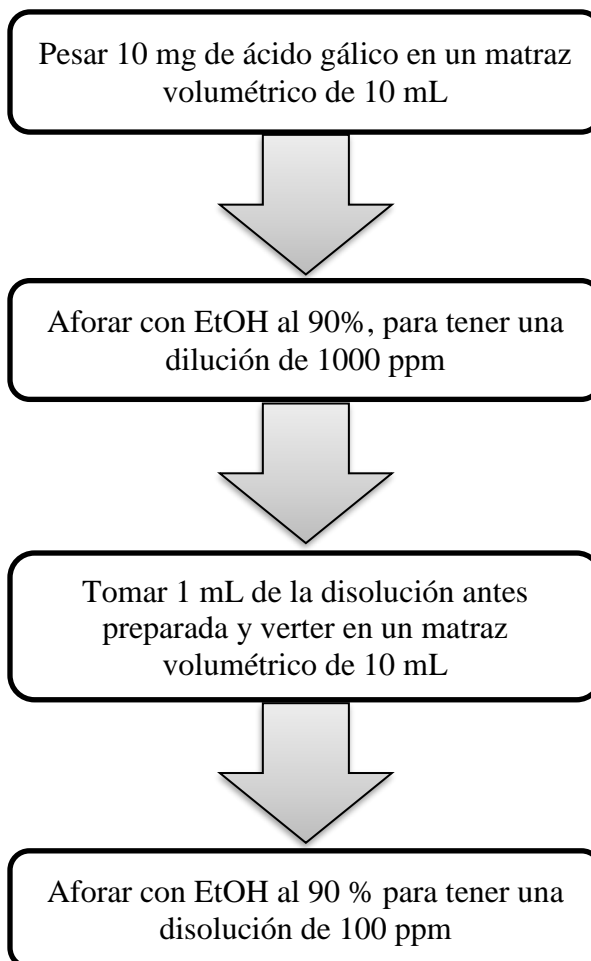 Pesar 10 mg de ácido gálico en un matraz
volumétrico de 10 mL
Aforar con EtOH al 90%, para tener una
dilución de 1000 ppm
Tomar 1 mL de la disolución antes
preparada y verter en un matraz
volumétrico de 10 mL
Aforar con EtOH al 90 % para tener una
disolución de 100 ppm